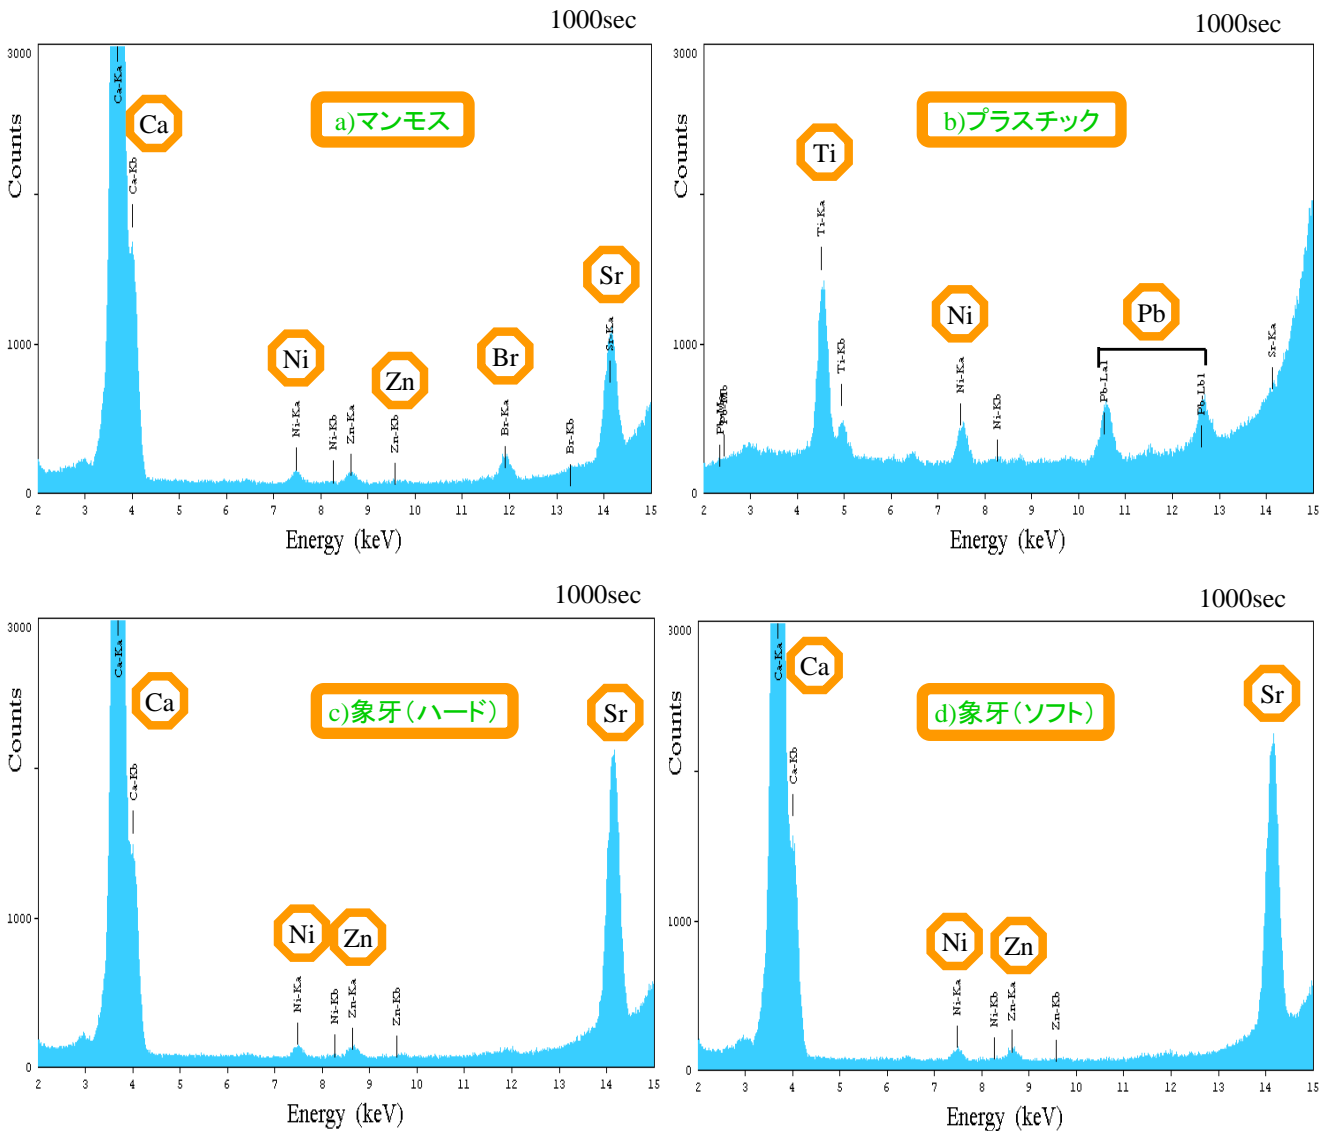 1000sec
3000
1000
0
Counts
Ca-Ka
Ca-Kb
Ca
a)マンモス
Ni
Zn
Br
Sr
Ni-Ka
Ni-Kb
Zn-Ka
Zn-Kb
Br-Ka
Br-Kb
Sr-Ka
2 3 4 5 6 7 8 9 10 11 12 13 14 15
Energy (keV)
1000sec
3000
1000
0
Counts
b)プラスチック
Ti
Ni
Pb
Pb-Mb
Ti-Ka
Ti-Kb
Ni-Ka
Ni-Kb
Pb-La1
Pb-Lb1
Sr-Ka
2 3 4 5 6 7 8 9 10 11 12 13 14 15
Energy (keV)
1000sec
3000
1000
0
Counts
Ca-Ka
Ca-Kb
Ca
c)象牙(ハード)
Sr
Ni
Zn
Ni-Ka
Ni-Kb
Zn-Ka
Zn-Kb
2 3 4 5 6 7 8 9 10 11 12 13 14 15
Energy (keV)
1000sec
3000
1000
0
Counts
Ca-Ka
Ca-Kb
Ca
d)象牙(ソフト)
Sr
Ni
Zn
Ni-Ka
Ni-Kb
Zn-Ka
Zn-Kb
2 3 4 5 6 7 8 9 10 11 12 13 14 15
Energy (keV)